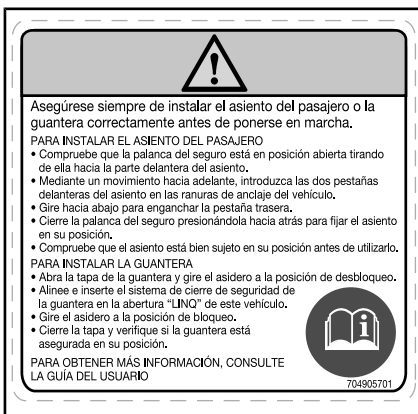 Asegúrese siempre de instalar el asiento del pasajero o la
guantera correctamente antes de ponerse en marcha.
PARA INSTALAR EL ASIENTO DEL PASAJERO
• Compruebe que la palanca del seguro está en posición abierta tirando
de ella hacia la parte delantera del asiento.
• Mediante un movimiento hacia adelante, introduzca las dos pestañas
delanteras del asiento en las ranuras de anclaje del vehículo.
• Gire hacia abajo para enganchar la pestaña trasera.
• Cierre la palanca del seguro presionándola hacia atrás para fijar el asiento
en su posición.
• Compruebe que el asiento está bien sujeto en su posición antes de utilizarlo.
PARA INSTALAR LA GUANTERA
• Abra la tapa de la guantera y gire el asidero a la posición de desbloqueo.
• Alinee e inserte el sistema de cierre de seguridad de
la guantera en la abertura “LINQ” de este vehículo.
• Gire el asidero a la posición de bloqueo.
• Cierre la tapa y verifique si la guantera está
asegurada en su posición.
PARA OBTENER MÁS INFORMACIÓN, CONSULTE
LA GUÍA DEL USUARIO
704905701